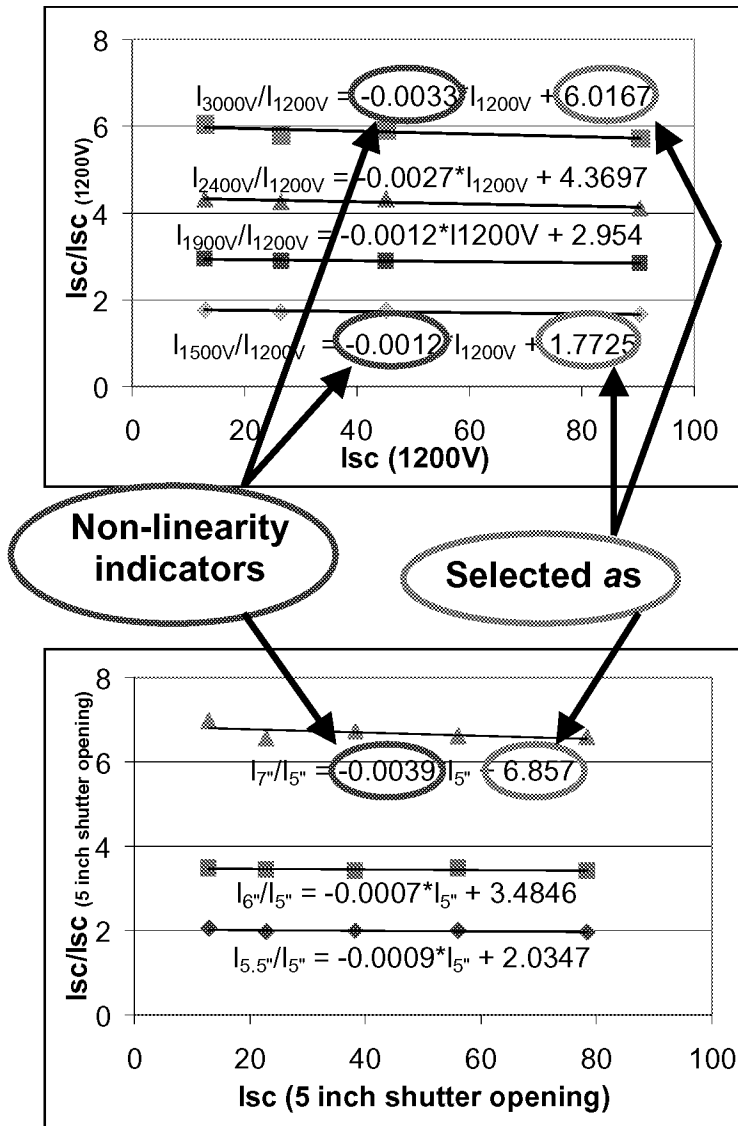 8
I3000V/I1200V = -0.0033 I1200V + 6.0167
6
I2400V/I1200V = -0.0027*I1200V + 4.3697
4
I1900V/I1200V = -0.0012*I1200V + 2.954
2
I1500V/I1200V = -0.0012 I1200V + 1.7725
0
Isc/Isc (1200V)
0 20 40 60 80 100
Isc (1200V)
Non-linearity
indicators
Selected as
8
6
I7"/I5" = -0.0039 I5" 6.857
4
I6"/I5" = -0.0007*I5" + 3.4846
2
I5.5"/I5" = -0.0009*I5" + 2.0347
0
Isc/Isc (5 inch shutter opening)
0 20 40 60 80 100
Isc (5 inch shutter opening)